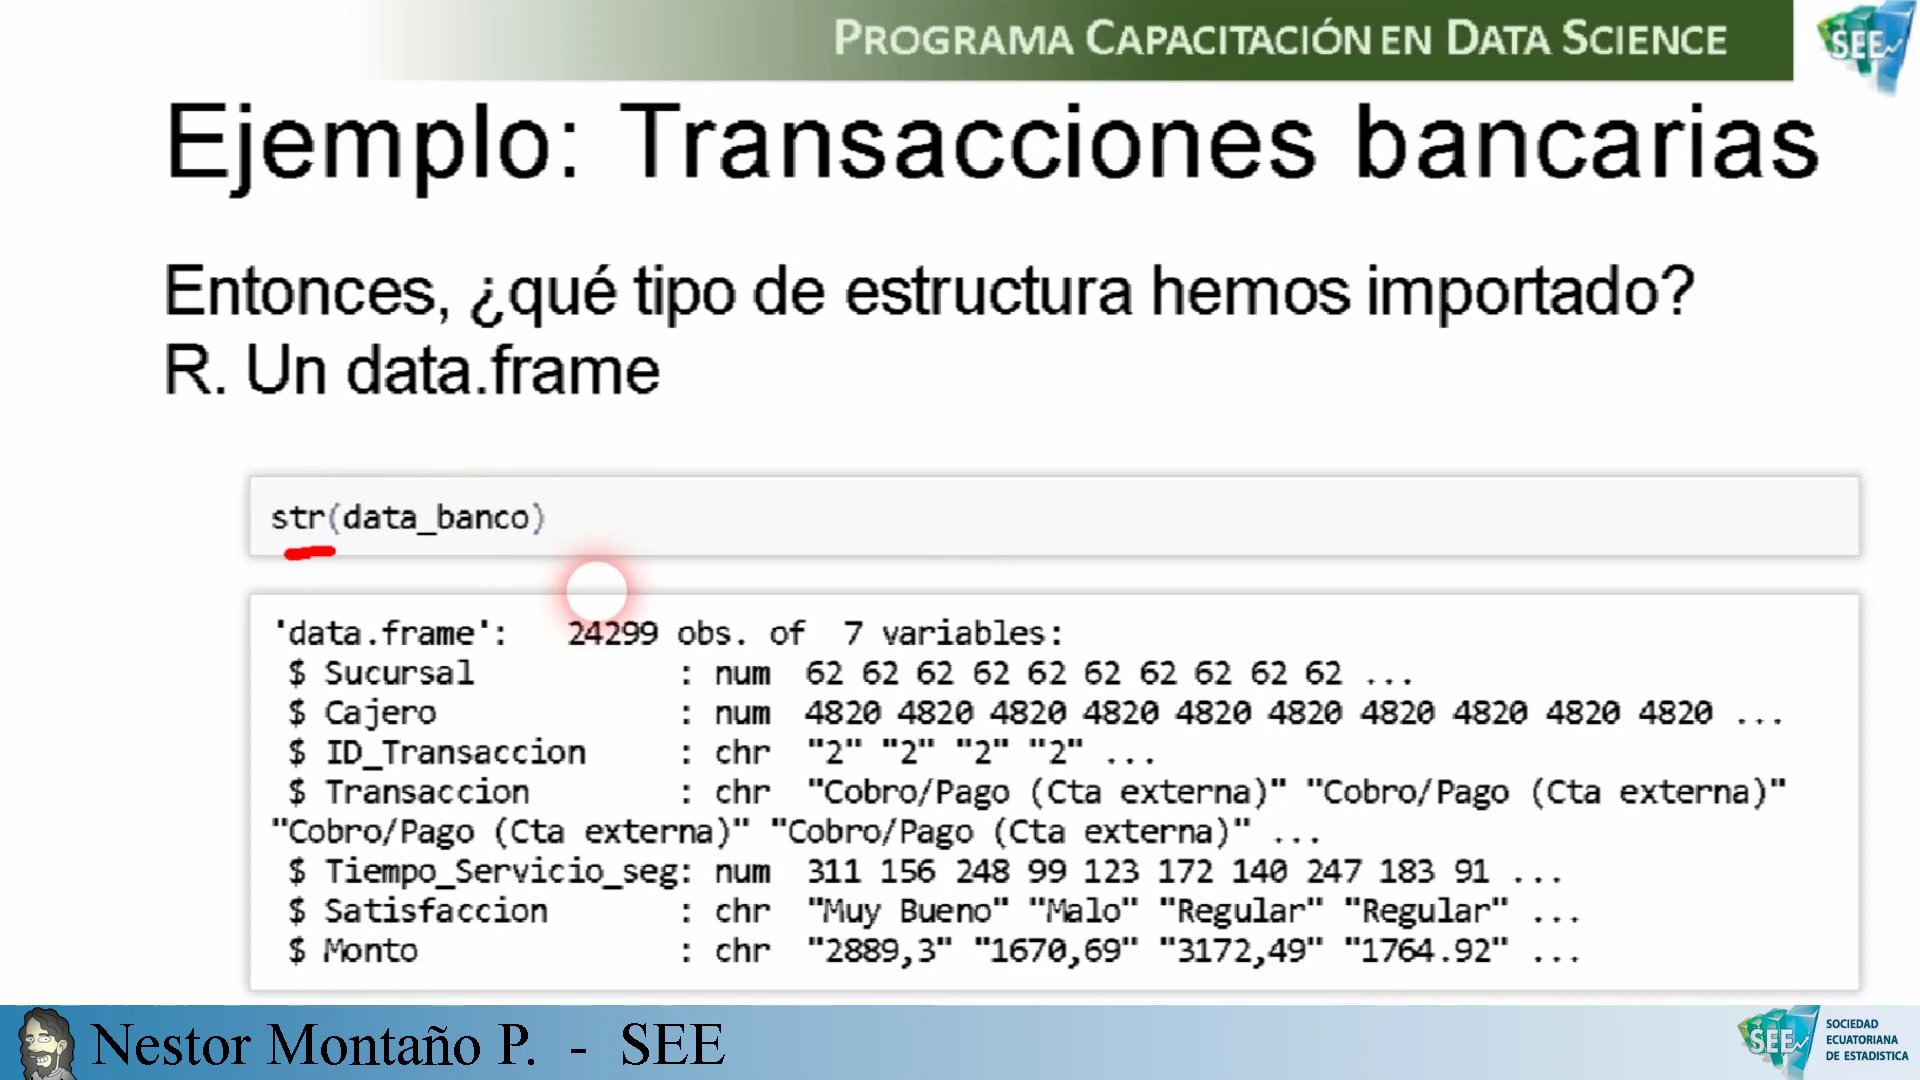 PROGRAMA CAPACITACIÓN EN DATA SCIENCE
SEE
Ejemplo: Transacciones bancarias
Entonces, ¿qué tipo de estructura hemos importado?
R. Un data.frame
str(data_banco)
'data.frame':   24299 obs. of  7 variables:
$ Sucursal           : num  62 62 62 62 62 62 62 62 62 62 ...
$ Cajero             : num  4820 4820 4820 4820 4820 4820 4820 4820 4820 4820 ...
$ ID_Transaccion     : chr  "2" "2" "2" "2" ...
$ Transaccion        : chr  "Cobro/Pago (Cta externa)" "Cobro/Pago (Cta externa)"
"Cobro/Pago (Cta externa)" "Cobro/Pago (Cta externa)" ...
$ Tiempo_Servicio_seg: num  311 156 248 99 123 172 140 247 183 91 ...
$ Satisfaccion       : chr  "Muy Bueno" "Malo" "Regular" "Regular" ...
$ Monto              : chr  "2889,3" "1670,69" "3172,49" "1764.92" ...
Nestor Montaño P.  -  SEE
SEE
SOCIEDAD
ECUATORIANA
DE ESTADISTICA